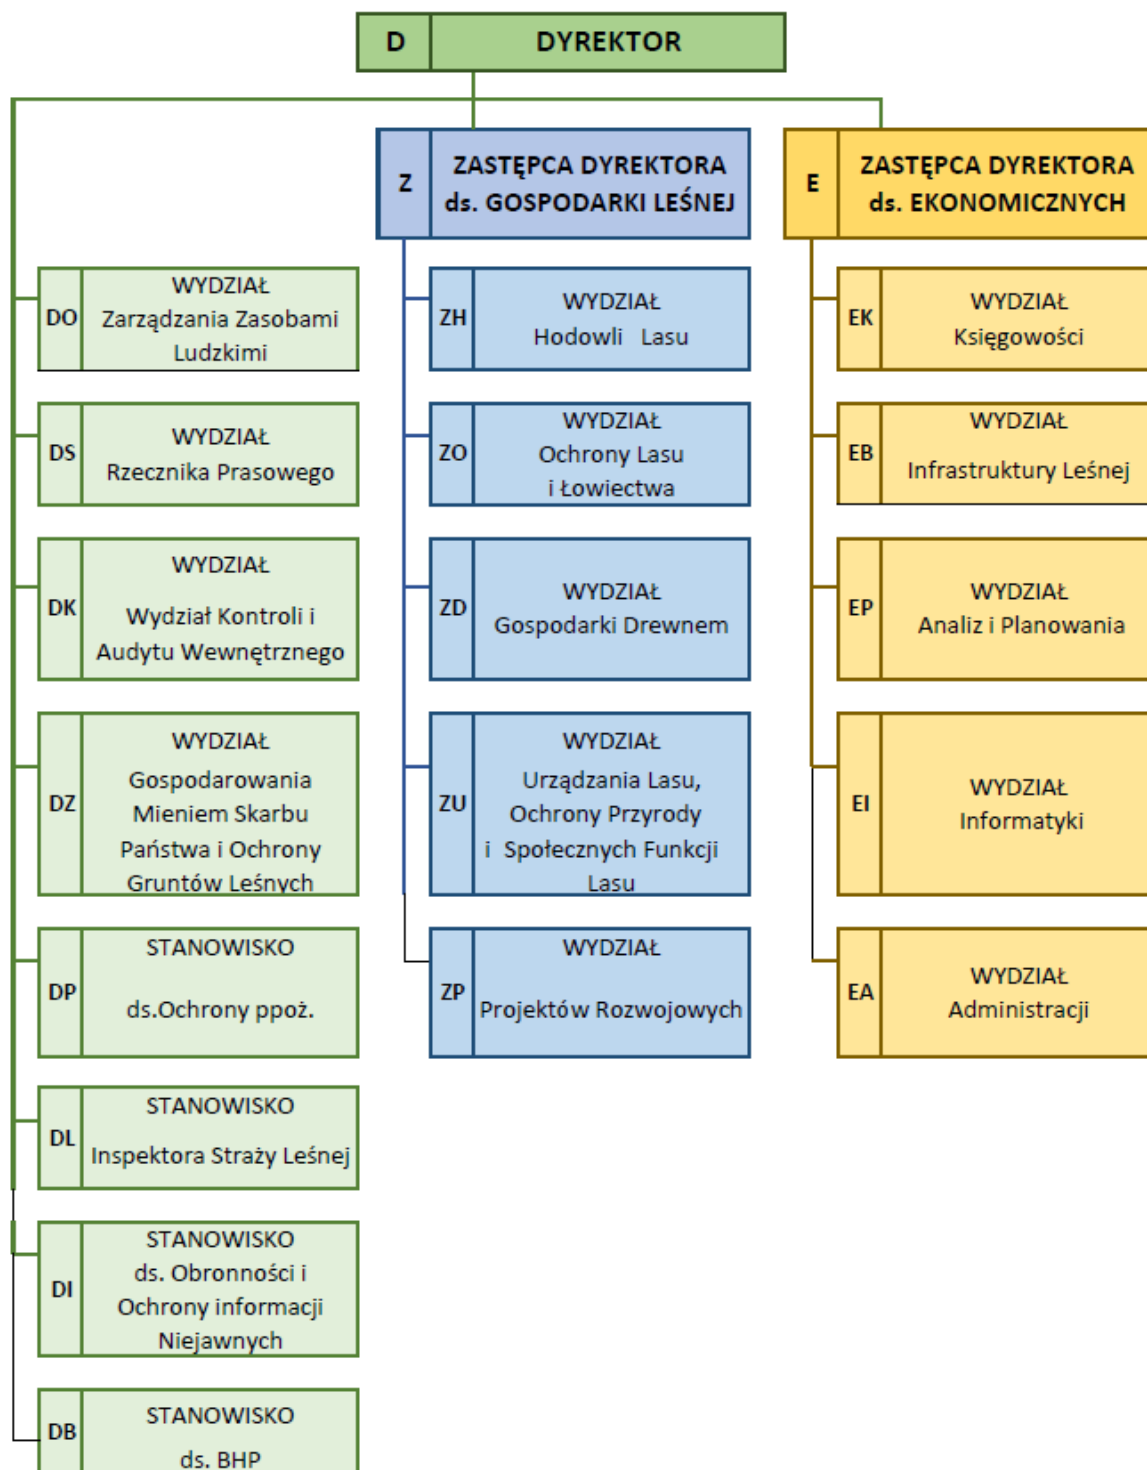 D DYREKTOR
Z ZASTĘPCA DYREKTORA
ds. GOSPODARKI LEŚNEJ
E ZASTĘPCA DYREKTORA
ds. EKONOMICZNYCH
DO
WYDZIAŁ
Zarządzania Zasobami
Ludzkimi
ZH
WYDZIAŁ
Hodowli Lasu
EK
WYDZIAŁ
Księgowości
DS
WYDZIAŁ
Rzecznika Prasowego
ZO
WYDZIAŁ
Ochrony Lasu
i Łowiectwa
EB
WYDZIAŁ
Infrastruktury Leśnej
DK
WYDZIAŁ
Wydział Kontroli i
Audytu Wewnętrznego
ZD
WYDZIAŁ
Gospodarki Drewnem
EP
WYDZIAŁ
Analiz i Planowania
DZ
WYDZIAŁ
Gospodarowania
Mieniem Skarbu
Państwa i Ochrony
Gruntów Leśnych
ZU
WYDZIAŁ
Urządzania Lasu,
Ochrony Przyrody
i Społecznych Funkcji
Lasu
EI
WYDZIAŁ
Informatyki
DP
STANOWISKO
ds.Ochrony ppoż.
ZP
WYDZIAŁ
Projektów Rozwojowych
EA
WYDZIAŁ
Administracji
DL
STANOWISKO
Inspektora Straży Leśnej
DI
STANOWISKO
ds. Obronności i
Ochrony informacji
Niejawnych
DB
STANOWISKO
ds. BHP